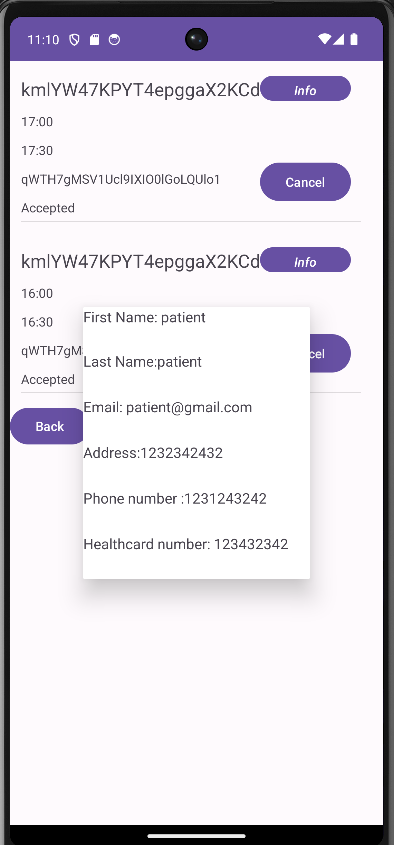 11:10
kmlYW47KPYT4epggaX2KCd
Info
17:00
17:30
qWTH7gMSV1Ucl9IXIO0lGoLQUlo1
Cancel
Accepted
kmlYW47KPYT4epggaX2KCd
Info
16:00
16:30
qWTH7gM
cel
Accepted
Back
First Name: patient
Last Name:patient
Email: patient@gmail.com
Address:1232342432
Phone number :1231243242
Healthcard number: 123432342